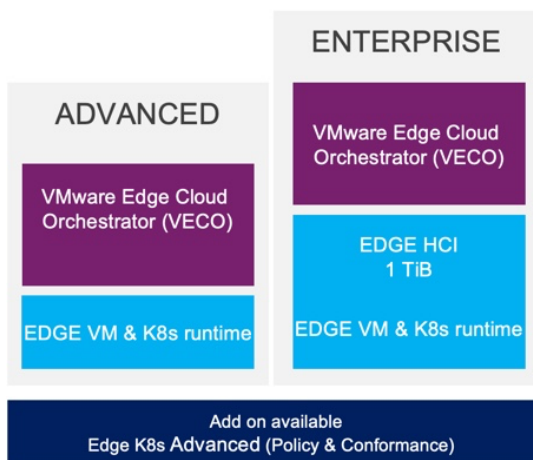 ADVANCED
VMware Edge Cloud
Orchestrator (VECO)
EDGE VM & K8s runtime
ENTERPRISE
VMware Edge Cloud
Orchestrator (VECO)
EDGE HCI
1 TiB
EDGE VM & K8s runtime
Add on available
Edge K8s Advanced (Policy & Conformance)